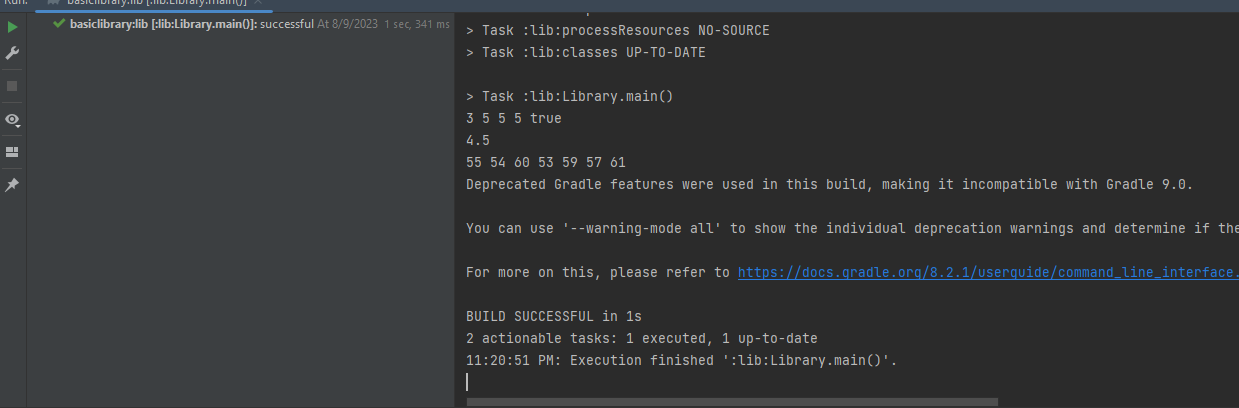 Run:
basiclibrary:lib [:lib:Library.main()]
basiclibrary:lib [:lib:Library.main()]: successful At 8/9/2023 1 sec, 341 ms
> Task :lib:processResources NO-SOURCE
> Task :lib:classes UP-TO-DATE
> Task :lib:Library.main()
3 5 5 5 true
4.5
55 54 60 53 59 57 61
Deprecated Gradle features were used in this build, making it incompatible with Gradle 9.0.
You can use '--warning-mode all' to show the individual deprecation warnings and determine if the
For more on this, please refer to https://docs.gradle.org/8.2.1/userguide/command_line_interface.
BUILD SUCCESSFUL in 1s
2 actionable tasks: 1 executed, 1 up-to-date
11:20:51 PM: Execution finished ':lib:Library.main()'.